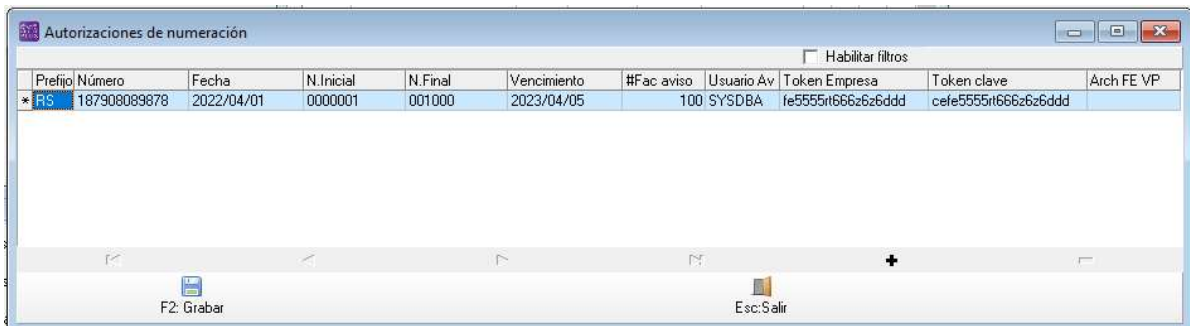 Autorizaciones de numeración
Habilitar filtros
Prefijo Número Fecha N.Inicial N.Final Vencimiento #Fac aviso Usuario Av Token Empresa Token clave Arch FE VP
* RS 187908089878 2022/04/01 0000001 001000 2023/04/05 100 SYSDBA fe5555rt666z6z6ddd cefe5555rt666z6z6ddd
F2: Grabar Esc:Salir